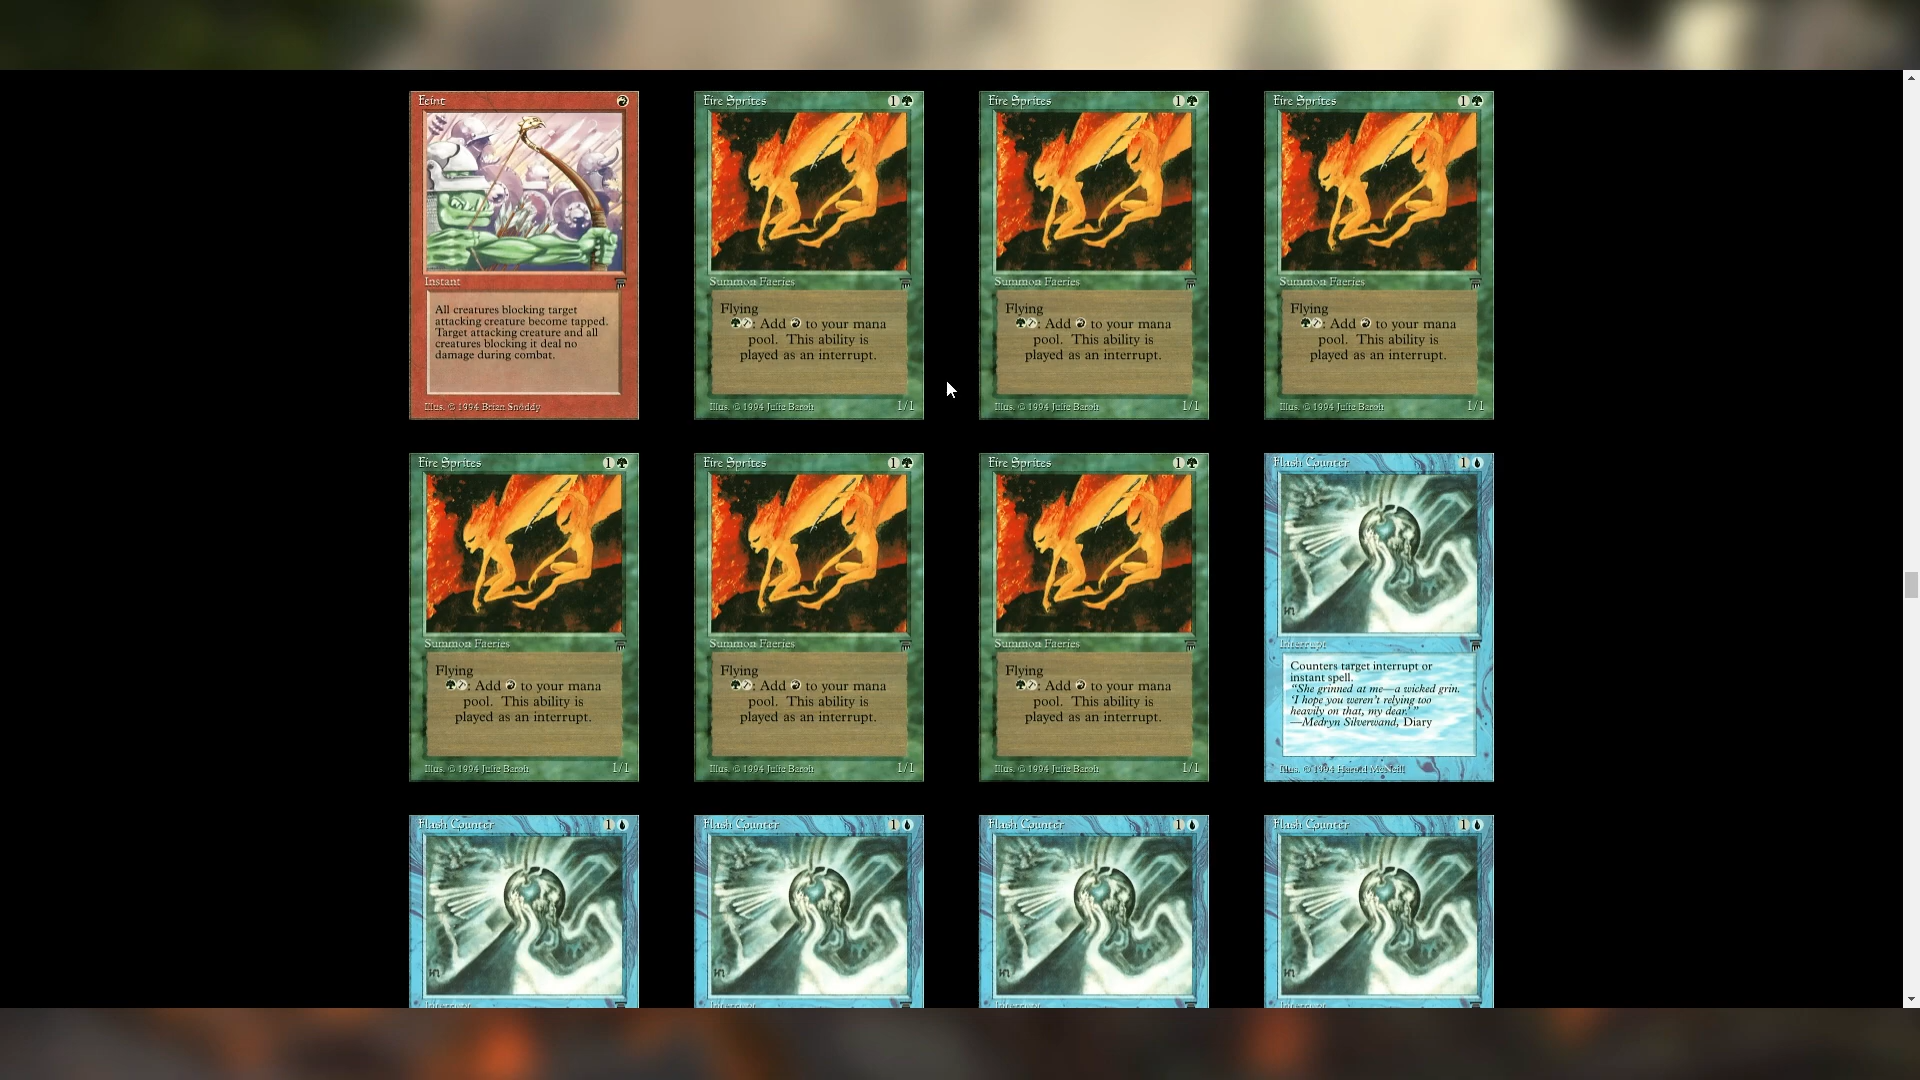 Feint
All creatures blocking target
attacking creature become tapped.
Target attacking creature and all
creatures blocking it deal no
damage during combat.
Instant
Illus. © 1994 Brian Snõddy
Fire Sprites 1
Summon Faeries
Flying
: Add to your mana
pool. This ability is
played as an interrupt.
Illus. © 1994 Julie Baroh
1/1
Fire Sprites 1
Summon Faeries
Flying
: Add to your mana
pool. This ability is
played as an interrupt.
Illus. © 1994 Julie Baroh
1/1
Fire Sprites 1
Summon Faeries
Flying
: Add to your mana
pool. This ability is
played as an interrupt.
Illus. © 1994 Julie Baroh
1/1
Fire Sprites 1
Summon Faeries
Flying
: Add to your mana
pool. This ability is
played as an interrupt.
Illus. © 1994 Julie Baroh
1/1
Fire Sprites 1
Summon Faeries
Flying
: Add to your mana
pool. This ability is
played as an interrupt.
Illus. © 1994 Julie Baroh
1/1
Fire Sprites 1
Summon Faeries
Flying
: Add to your mana
pool. This ability is
played as an interrupt.
Illus. © 1994 Julie Baroh
1/1
Flash Counter 1
Interrupt
Counters target interrupt or
instant spell.
“She grinned at me—a wicked grin.
‘I hope you weren't relying too
heavily on that, my dear.’”
—Medryn Silverwand, Diary
Illus. © 1994 Harold McNeill
Flash Counter 1
Interrupt
Flash Counter 1
Interrupt
Flash Counter 1
Interrupt
Flash Counter 1
Interrupt